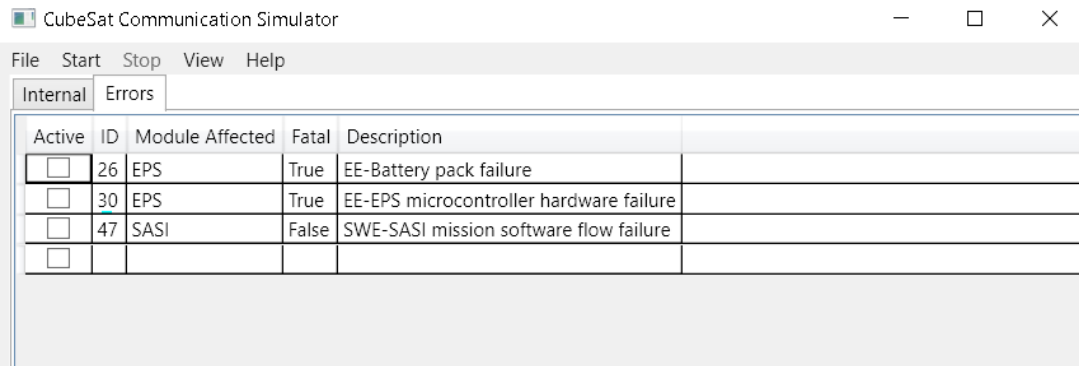 CubeSat Communication Simulator
File Start Stop View Help
Internal Errors
Active ID Module Affected Fatal Description
26 EPS True EE-Battery pack failure
30 EPS True EE-EPS microcontroller hardware failure
47 SASI False SWE-SASI mission software flow failure